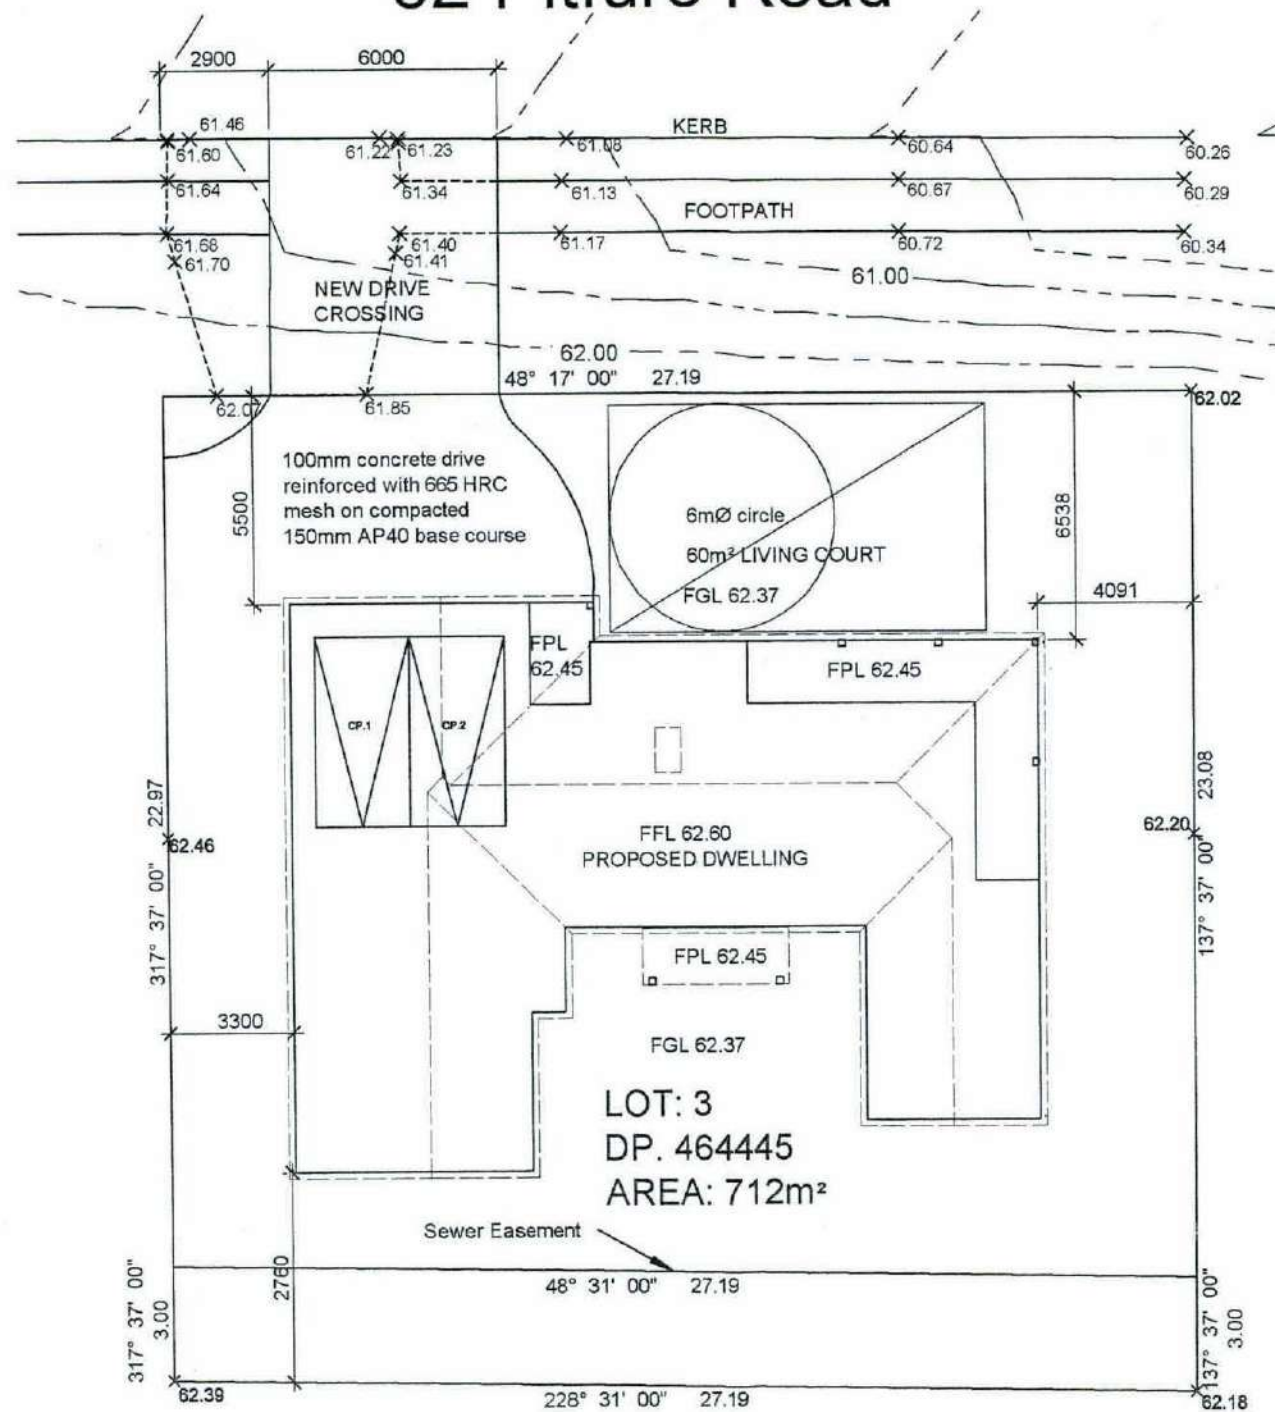 Road
2900
6000
61.46
KERB
61.60
61.22
61.23
61.08
60.64
60.26
61.64
61.34
61.13
60.67
60.29
FOOTPATH
61.68
61.40
61.17
60.72
60.34
61.70
61.41
61.00
NEW DRIVE
CROSSING
62.00
48° 17' 00" 27.19
62.07
61.85
62.02
100mm concrete drive
reinforced with 665 HRC
mesh on compacted
150mm AP40 base course
5500
6mØ circle
60m² LIVING COURT
FGL 62.37
6538
4091
FPL
62.45
FPL 62.45
CP.1
CP.2
22.97
317° 37' 00"
62.46
FFL 62.60
PROPOSED DWELLING
23.08
137° 37' 00"
62.20
FPL 62.45
3300
FGL 62.37
LOT: 3
DP. 464445
AREA: 712m²
Sewer Easement
2760
48° 31' 00" 27.19
317° 37' 00"
3.00
137° 37' 00"
3.00
62.39
228° 31' 00" 27.19
62.18